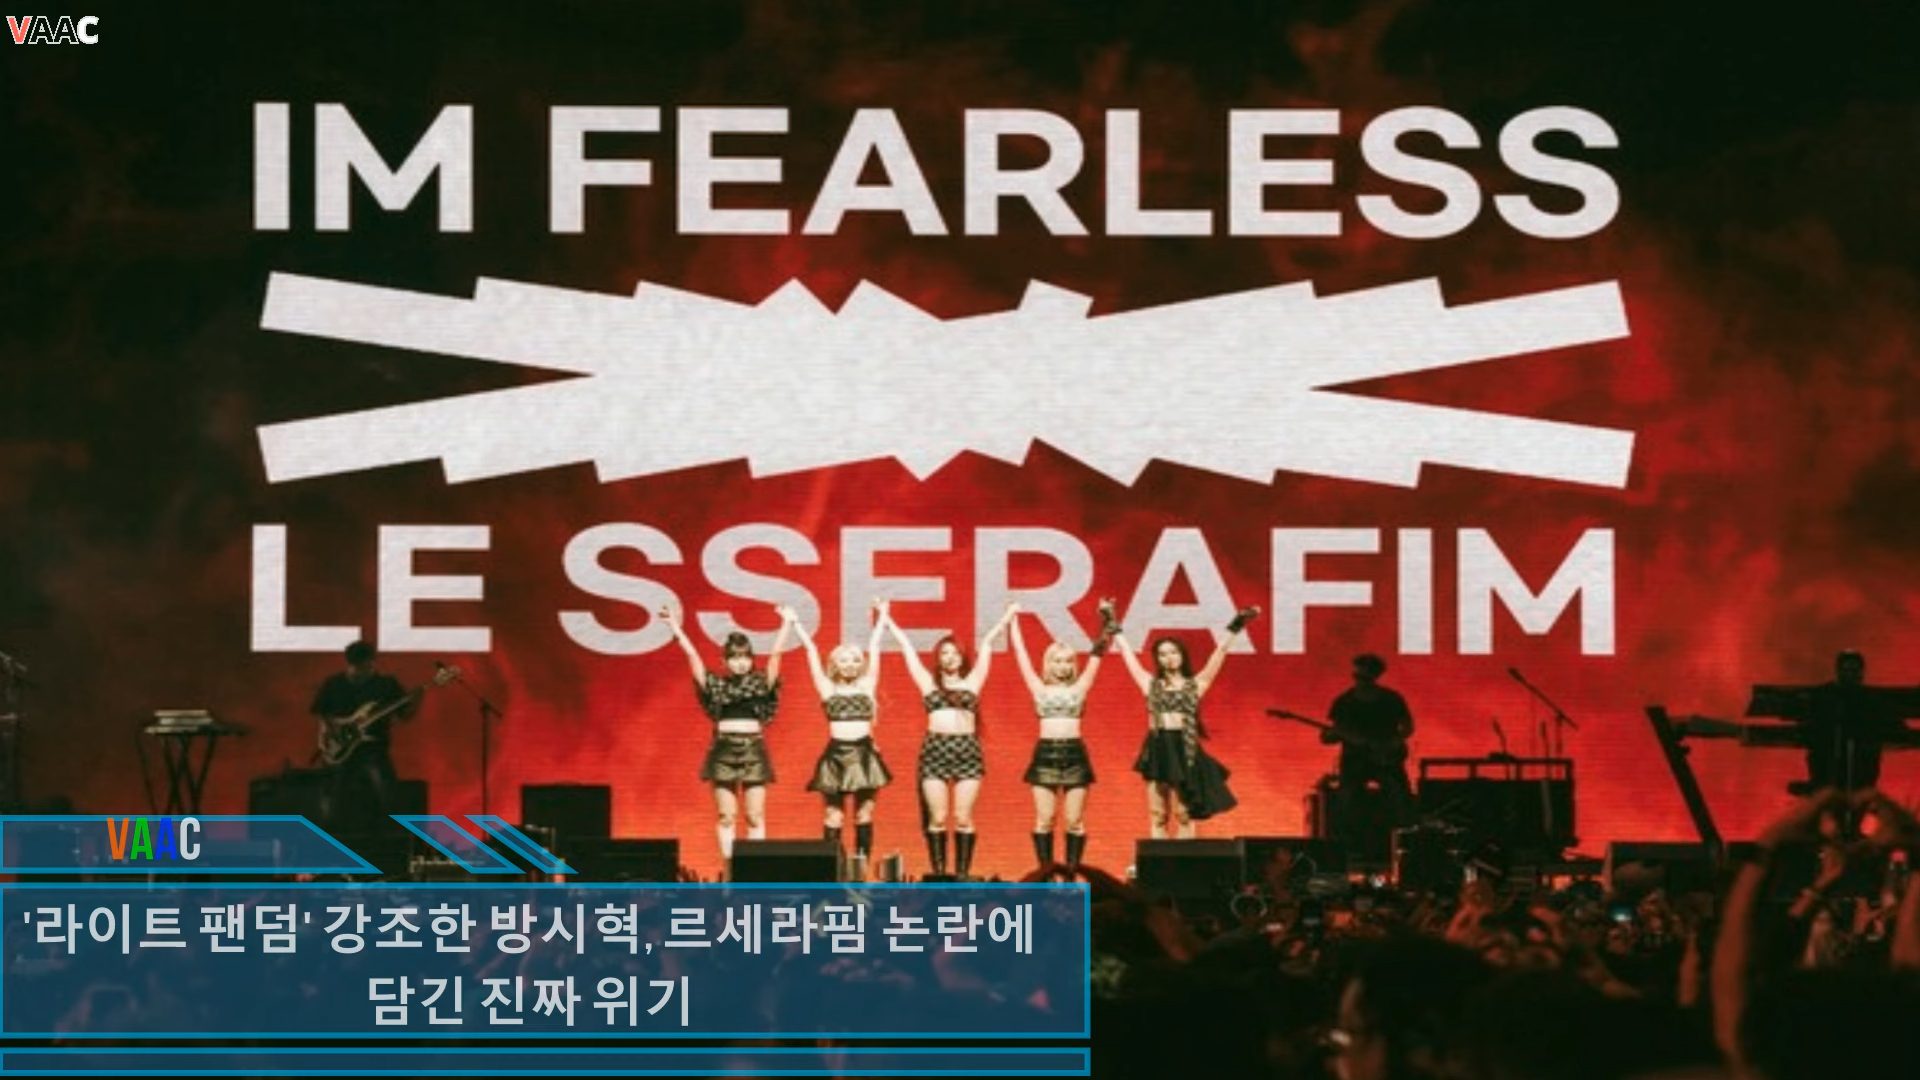 VAAC
IM FEARLESS
LE SSERAFIM
VAAC
'라이트 팬덤' 강조한 방시혁, 르세라핌 논란에
담긴 진짜 위기